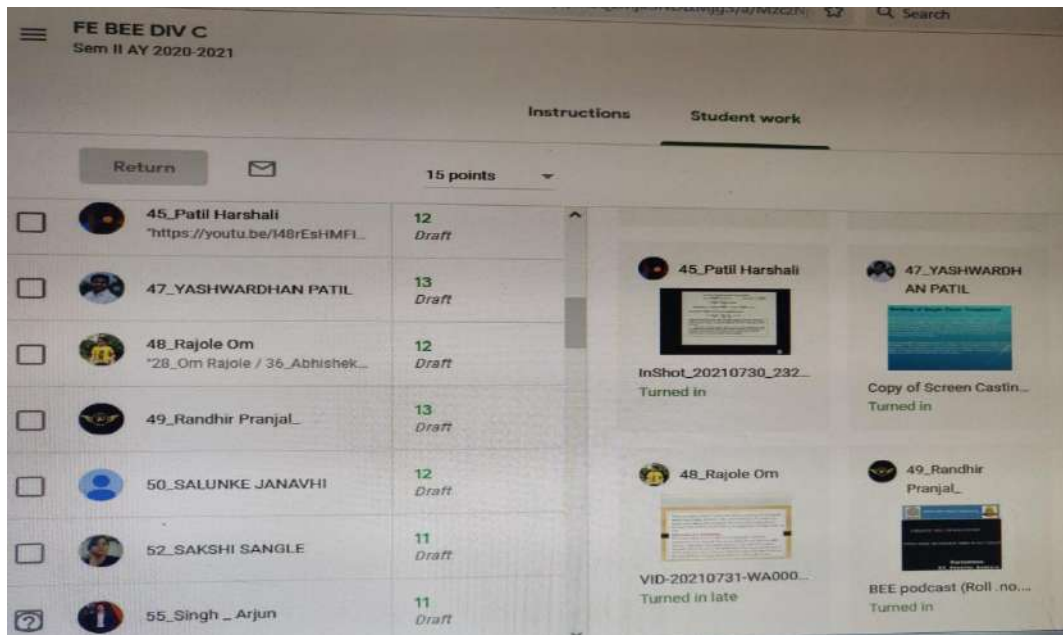 Search
FE BEE DIV C
Sem II AY 2020-2021
Instructions
Student work
Return
15 points
45_Patil Harshali
"https://youtu.be/I48rEsHMFI...
12
Draft
47_YASHWARDHAN PATIL
13
Draft
48_Rajole Om
"28_Om Rajole / 36_Abhishek...
12
Draft
49_Randhir Pranjal_
13
Draft
50_SALUNKE JANAVHI
12
Draft
52_SAKSHI SANGLE
11
Draft
55_Singh _ Arjun
11
Draft
45_Patil Harshali
InShot_20210730_232...
Turned in
47_YASHWARDH
AN PATIL
Copy of Screen Castin...
Turned in
48_Rajole Om
VID-20210731-WA000...
Turned in late
49_Randhir
Pranjal_
BEE podcast (Roll .no....
Turned in